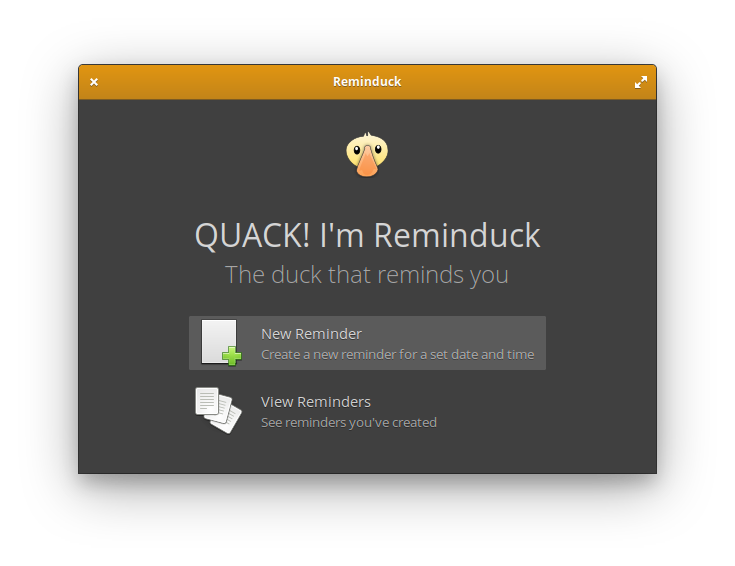 Reminduck
QUACK! I'm Reminduck
The duck that reminds you
New Reminder
Create a new reminder for a set date and time
View Reminders
See reminders you've created